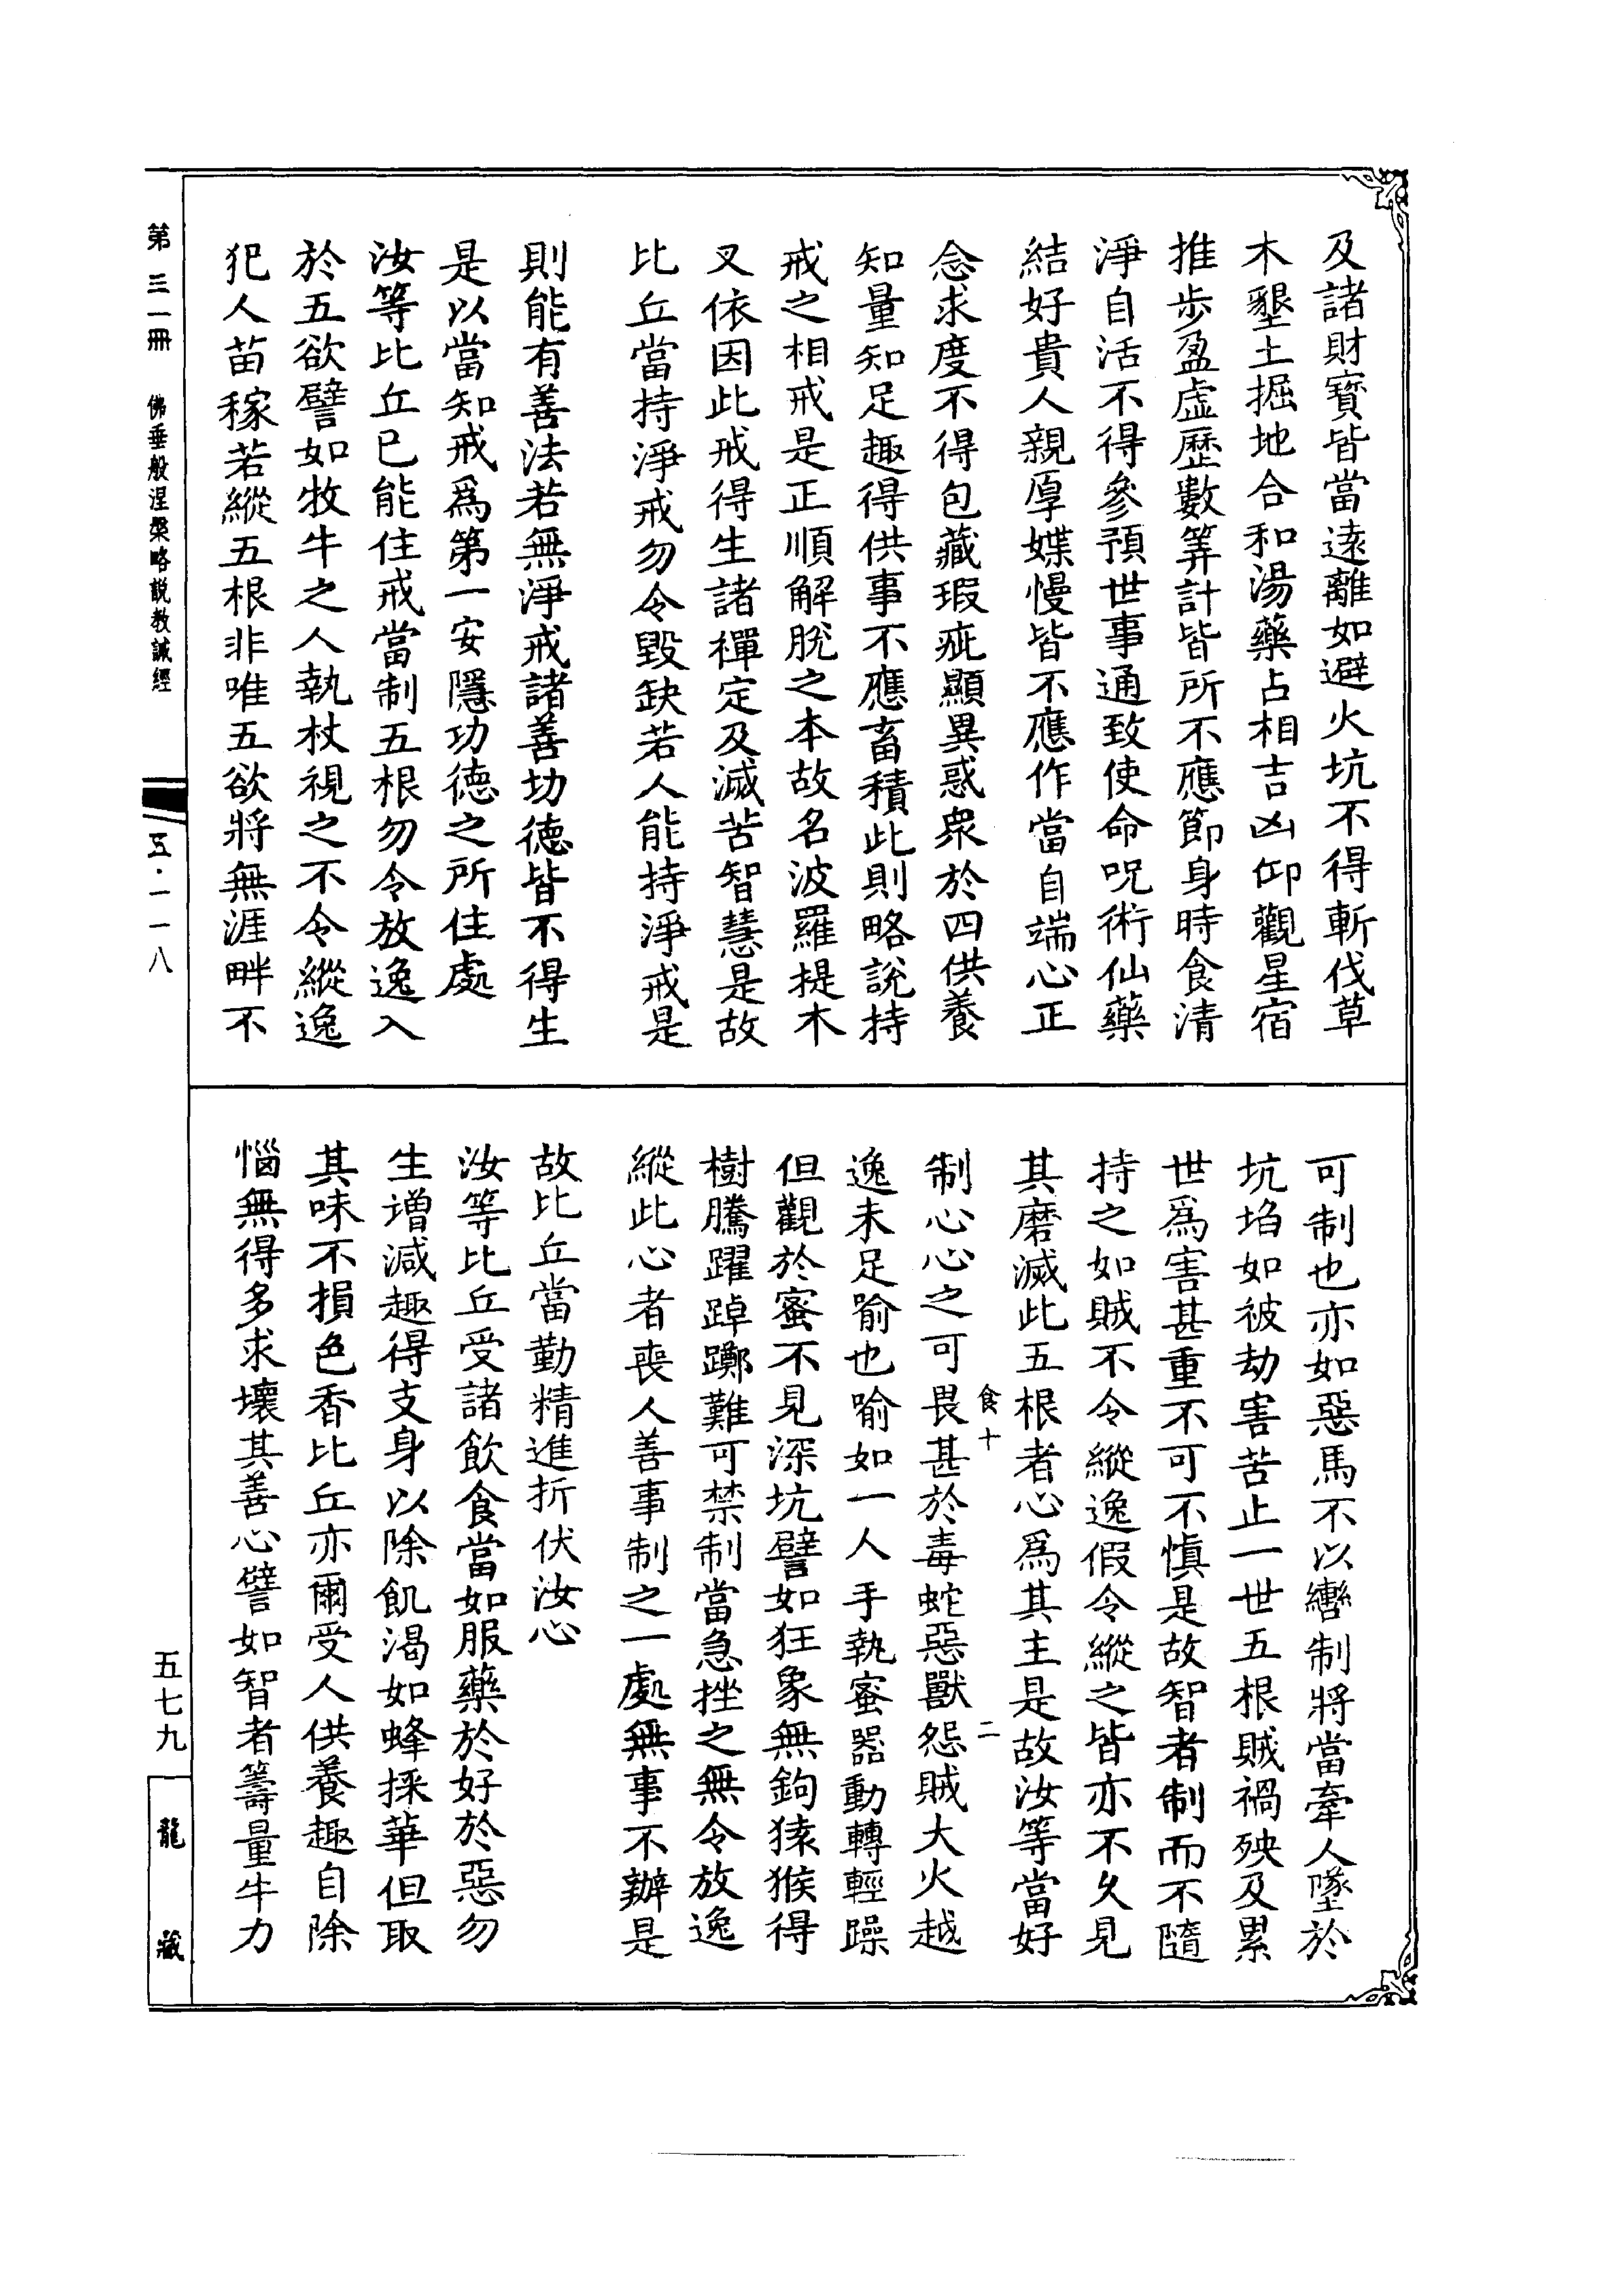 及諸財寶皆當遠離如避火坑不得斬伐草
木墾土掘地合和湯藥占相吉凶仰觀星宿
推步盈虛歷數筭計皆所不應節身時食清
淨自活不得參預世事通致使命呪術仙藥
結好貴人親厚媟慢皆不應作當自端心正
念求度不得包藏瑕疵顯異惑衆於四供養
知量知足趣得供事不應畜積此則略說持
戒之相戒是正順解脫之本故名波羅提木
叉依因此戒得生諸禪定及滅苦智慧是故
比丘當持淨戒勿令毀缺若人能持淨戒是
則能有善法若無淨戒諸善功德皆不得生
是以當知戒爲第一安隱功德之所住處
汝等比丘已能住戒當制五根勿令放逸入
於五欲譬如牧牛之人執杖視之不令縱逸
犯人苗稼若縱五根非唯五欲將無涯畔不
可制也亦如惡馬不以轡制將當牽人墜於
坑埳如彼劫害苦止一世五根賊禍殃及累
世爲害甚重不可不慎是故智者制而不隨
持之如賊不令縱逸假令縱之皆亦不久見
其磨滅此五根者心爲其主是故汝等當好
食十 二
制心心之可畏甚於毒蛇惡獸怨賊大火越
逸未足喻也喻如一人手執蜜器動轉輕躁
但觀於蜜不見深坑譬如狂象無鉤猿猴得
樹騰躍踔躑難可禁制當急挫之無令放逸
縱此心者喪人善事制之一處無事不辦是
故比丘當勤精進折伏汝心
汝等比丘受諸飲食當如服藥於好於惡勿
生增減趣得支身以除飢渴如蜂採華但取
其味不損色香比丘亦爾受人供養趣自除
惱無得多求壞其善心譬如智者籌量牛力
第三一冊 佛垂般涅槃略說教誡經
五·一一八
五七九
龍藏